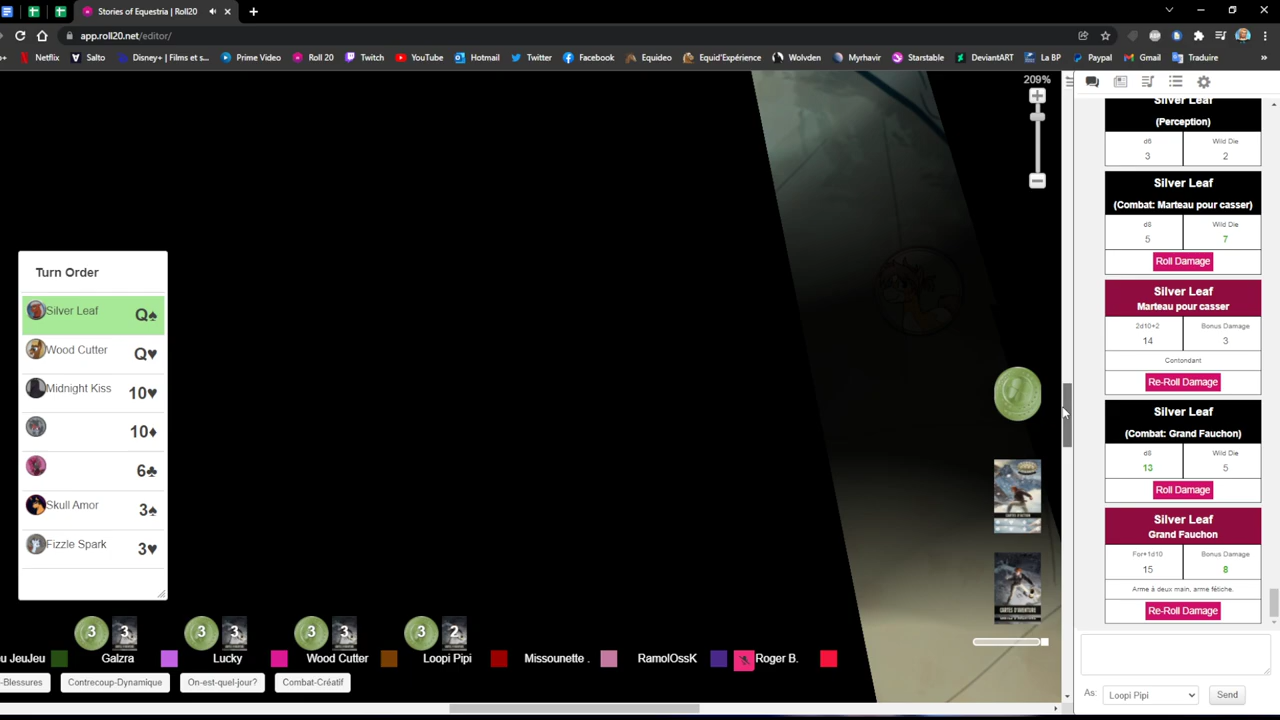 Stories of Equestria | Roll20
app.roll20.net/editor/
Netflix
Salto
Disney+ | Films et s...
Prime Video
Roll 20
Twitch
YouTube
Hotmail
Twitter
Facebook
Equideo
Equid'Expérience
Wolvden
Myrhavir
Starstable
DeviantART
La BP
Paypal
Gmail
Traduire
»
209%
Turn Order
Silver Leaf Q♠
Wood Cutter Q♥
Midnight Kiss 10♥
10♦
6♣
Skull Amor 3♠
Fizzle Spark 3♥
3 3 3 3 3 3 3 2
u JeuJeu
Galzra
Lucky
Wood Cutter
Loopi Pipi
Missounette .
RamolOssK
Roger B.
-Blessures
Contrecoup-Dynamique
On-est-quel-jour?
Combat-Créatif
CARTES D'ACTION
CARTES D'AVENTURE
Silver Leaf
(Perception)
d6 Wild Die
3 2
Silver Leaf
(Combat: Marteau pour casser)
d8 Wild Die
5 7
Roll Damage
Silver Leaf
Marteau pour casser
2d10+2 Bonus Damage
14 3
Contondant
Re-Roll Damage
Silver Leaf
(Combat: Grand Fauchon)
d8 Wild Die
13 5
Roll Damage
Silver Leaf
Grand Fauchon
For+1d10 Bonus Damage
15 8
Arme à deux main, arme fétiche.
Re-Roll Damage
As: Loopi Pipi Send